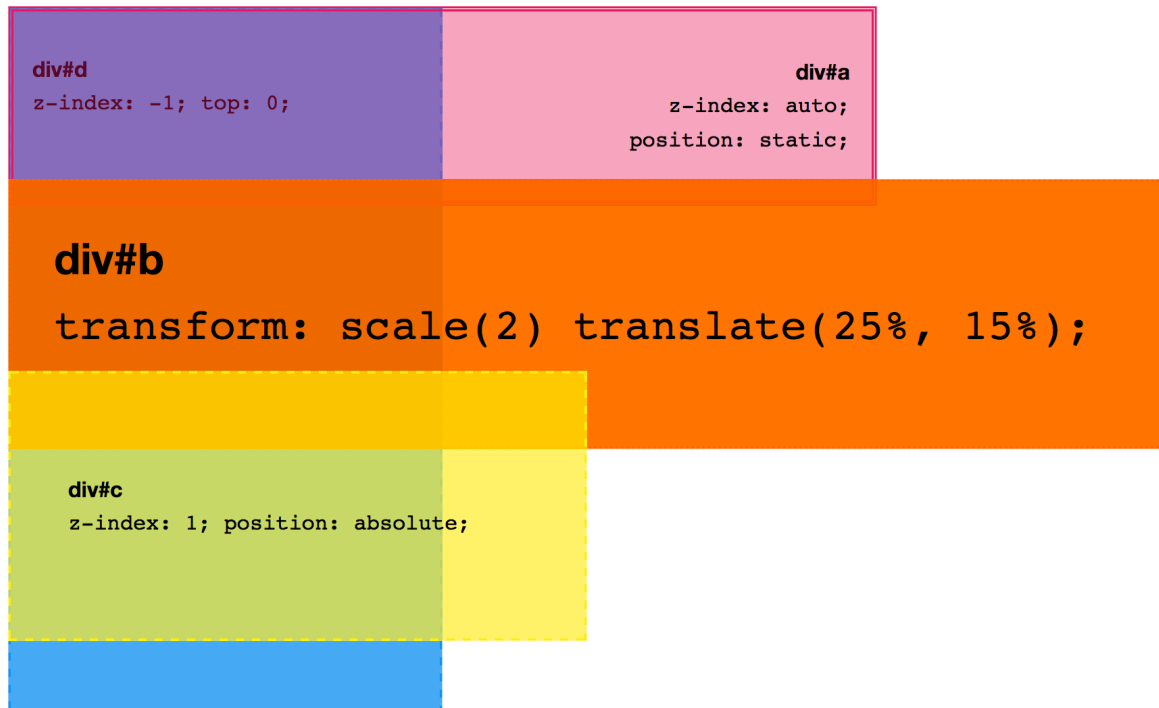 div#d
z-index: -1; top: 0;
div#a
z-index: auto;
position: static;
div#b
transform: scale(2) translate(25%, 15%);
div#c
z-index: 1; position: absolute;